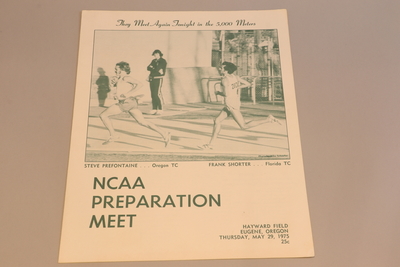 They Meet Again Tonight in the 5,000 Meters
STEVE PREFONTAINE . . . Oregon TC FRANK SHORTER . . . Florida TC
NCAA
PREPARATION
MEET
HAYWARD FIELD
EUGENE, OREGON
THURSDAY, MAY 29, 1975
25c